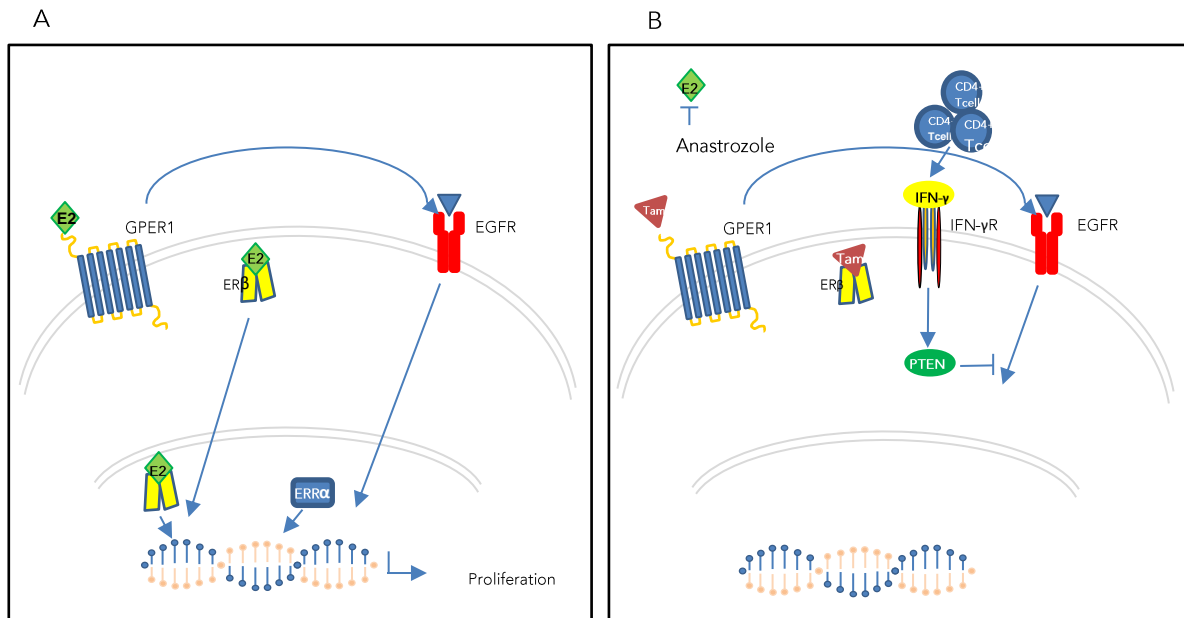 A
E2
GPER1
EGFR
E2
ERβ
E2
ERRα
Proliferation
B
E2
Anastrozole
CD4+
Tcell
CD4
Tcell
CD4+
Tce
IFN-γ
Tam
GPER1
IFN-γR
EGFR
Tam
ERβ
PTEN